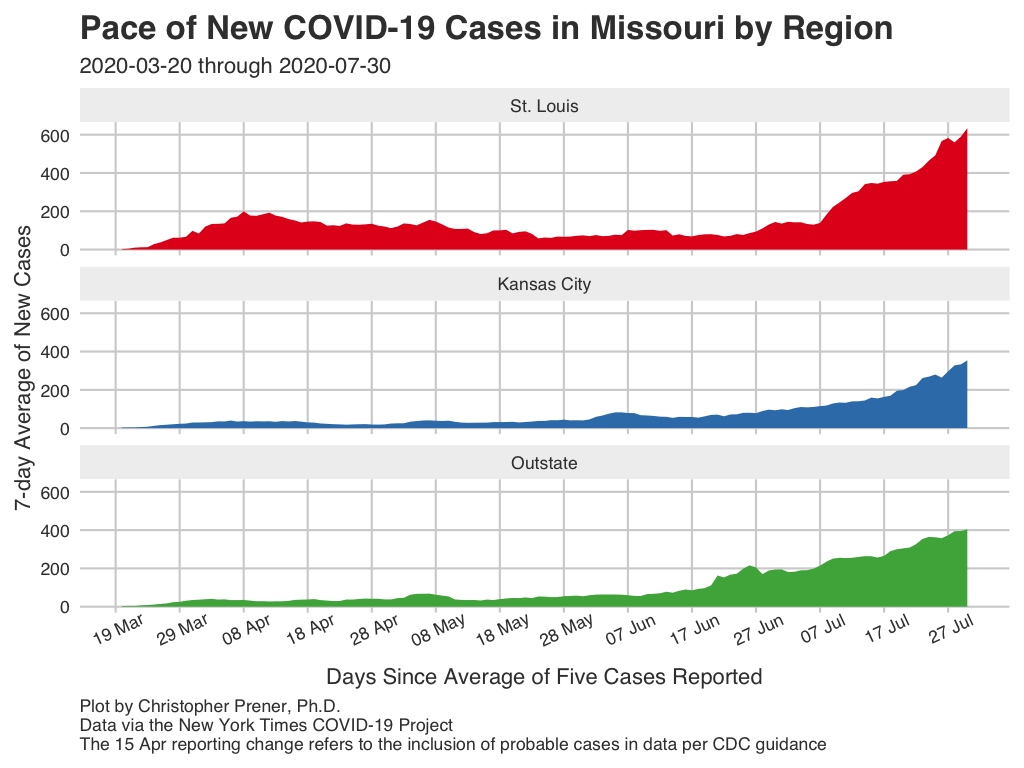 Pace of New COVID-19 Cases in Missouri by Region
2020-03-20 through 2020-07-30
St. Louis
600
400
200
0
Kansas City
600
400
200
0
Outstate
600
400
200
0
7-day Average of New Cases
19 Mar
29 Mar
08 Apr
18 Apr
28 Apr
08 May
18 May
28 May
07 Jun
17 Jun
27 Jun
07 Jul
17 Jul
27 Jul
Days Since Average of Five Cases Reported
Plot by Christopher Prener, Ph.D.
Data via the New York Times COVID-19 Project
The 15 Apr reporting change refers to the inclusion of probable cases in data per CDC guidance